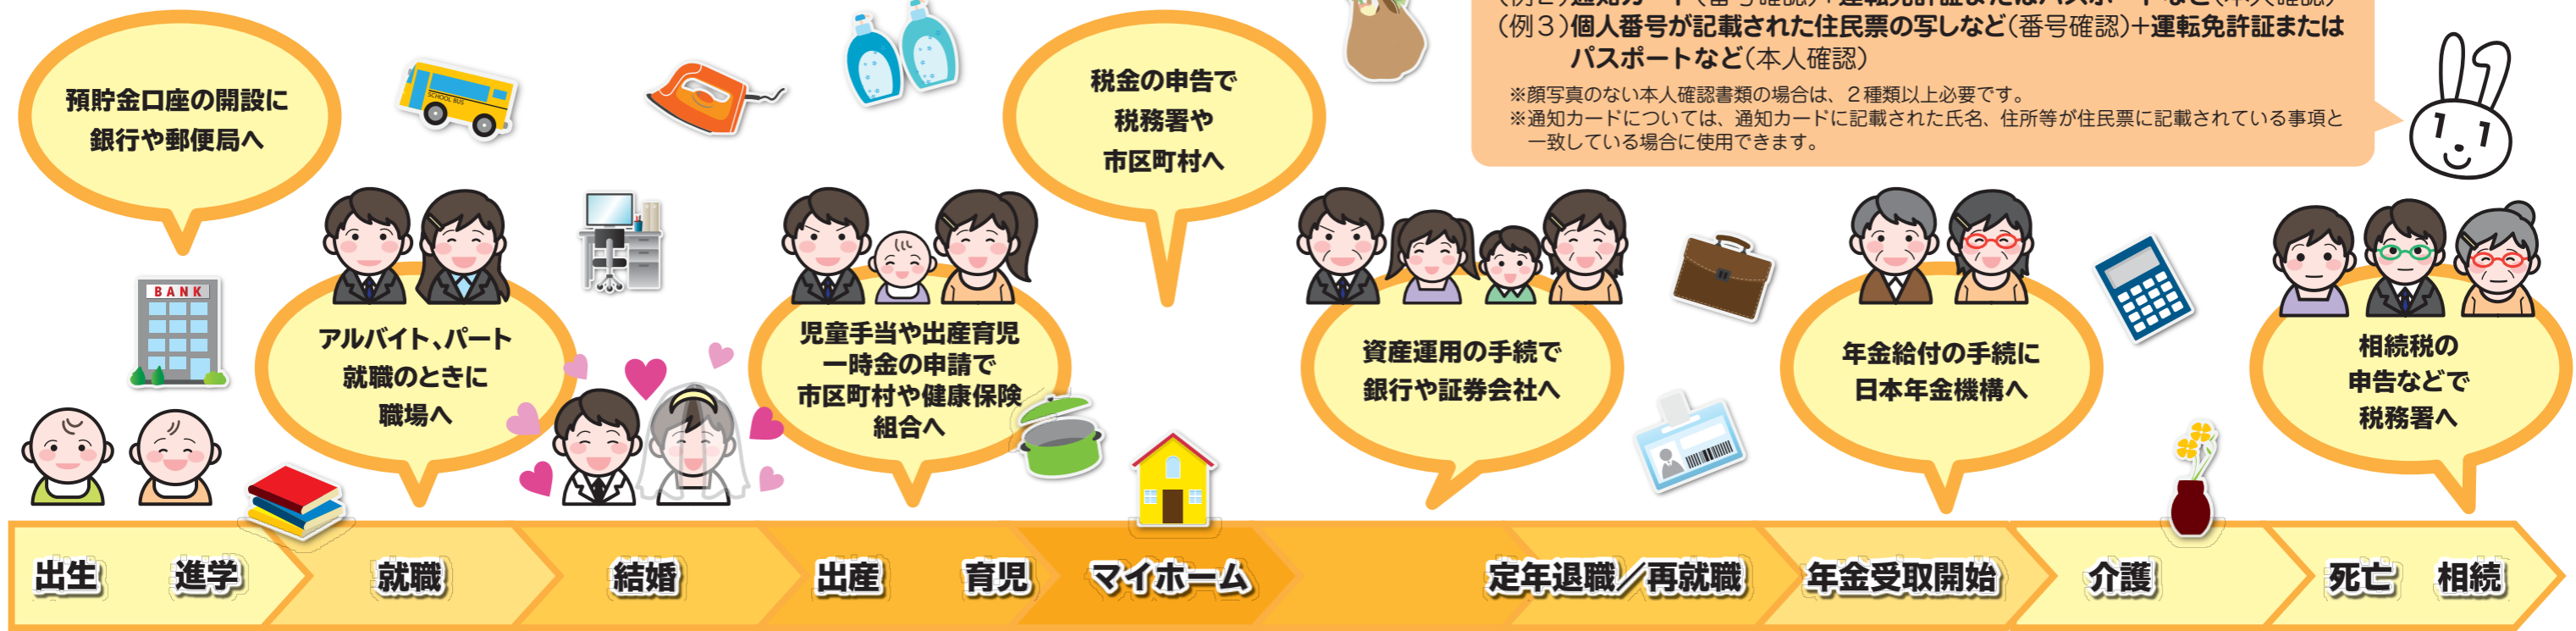 (例3)個人番号が記載された住民票の写しなど(番号確認)+運転免許証または
パスポートなど(本人確認)
※顔写真のない本人確認書類の場合は、2種類以上必要です。
※通知カードについては、通知カードに記載された氏名、住所等が住民票に記載されている事項と
一致している場合に使用できます。
預貯金口座の開設に
銀行や郵便局へ
SCHOOL BUS
税金の申告で
税務署や
市区町村へ
BANK
アルバイト、パート
就職のときに
職場へ
児童手当や出産育児
一時金の申請で
市区町村や健康保険
組合へ
資産運用の手続で
銀行や証券会社へ
年金給付の手続に
日本年金機構へ
相続税の
申告などで
税務署へ
出生
進学
就職
結婚
出産
育児
マイホーム
定年退職／再就職
年金受取開始
介護
死亡
相続